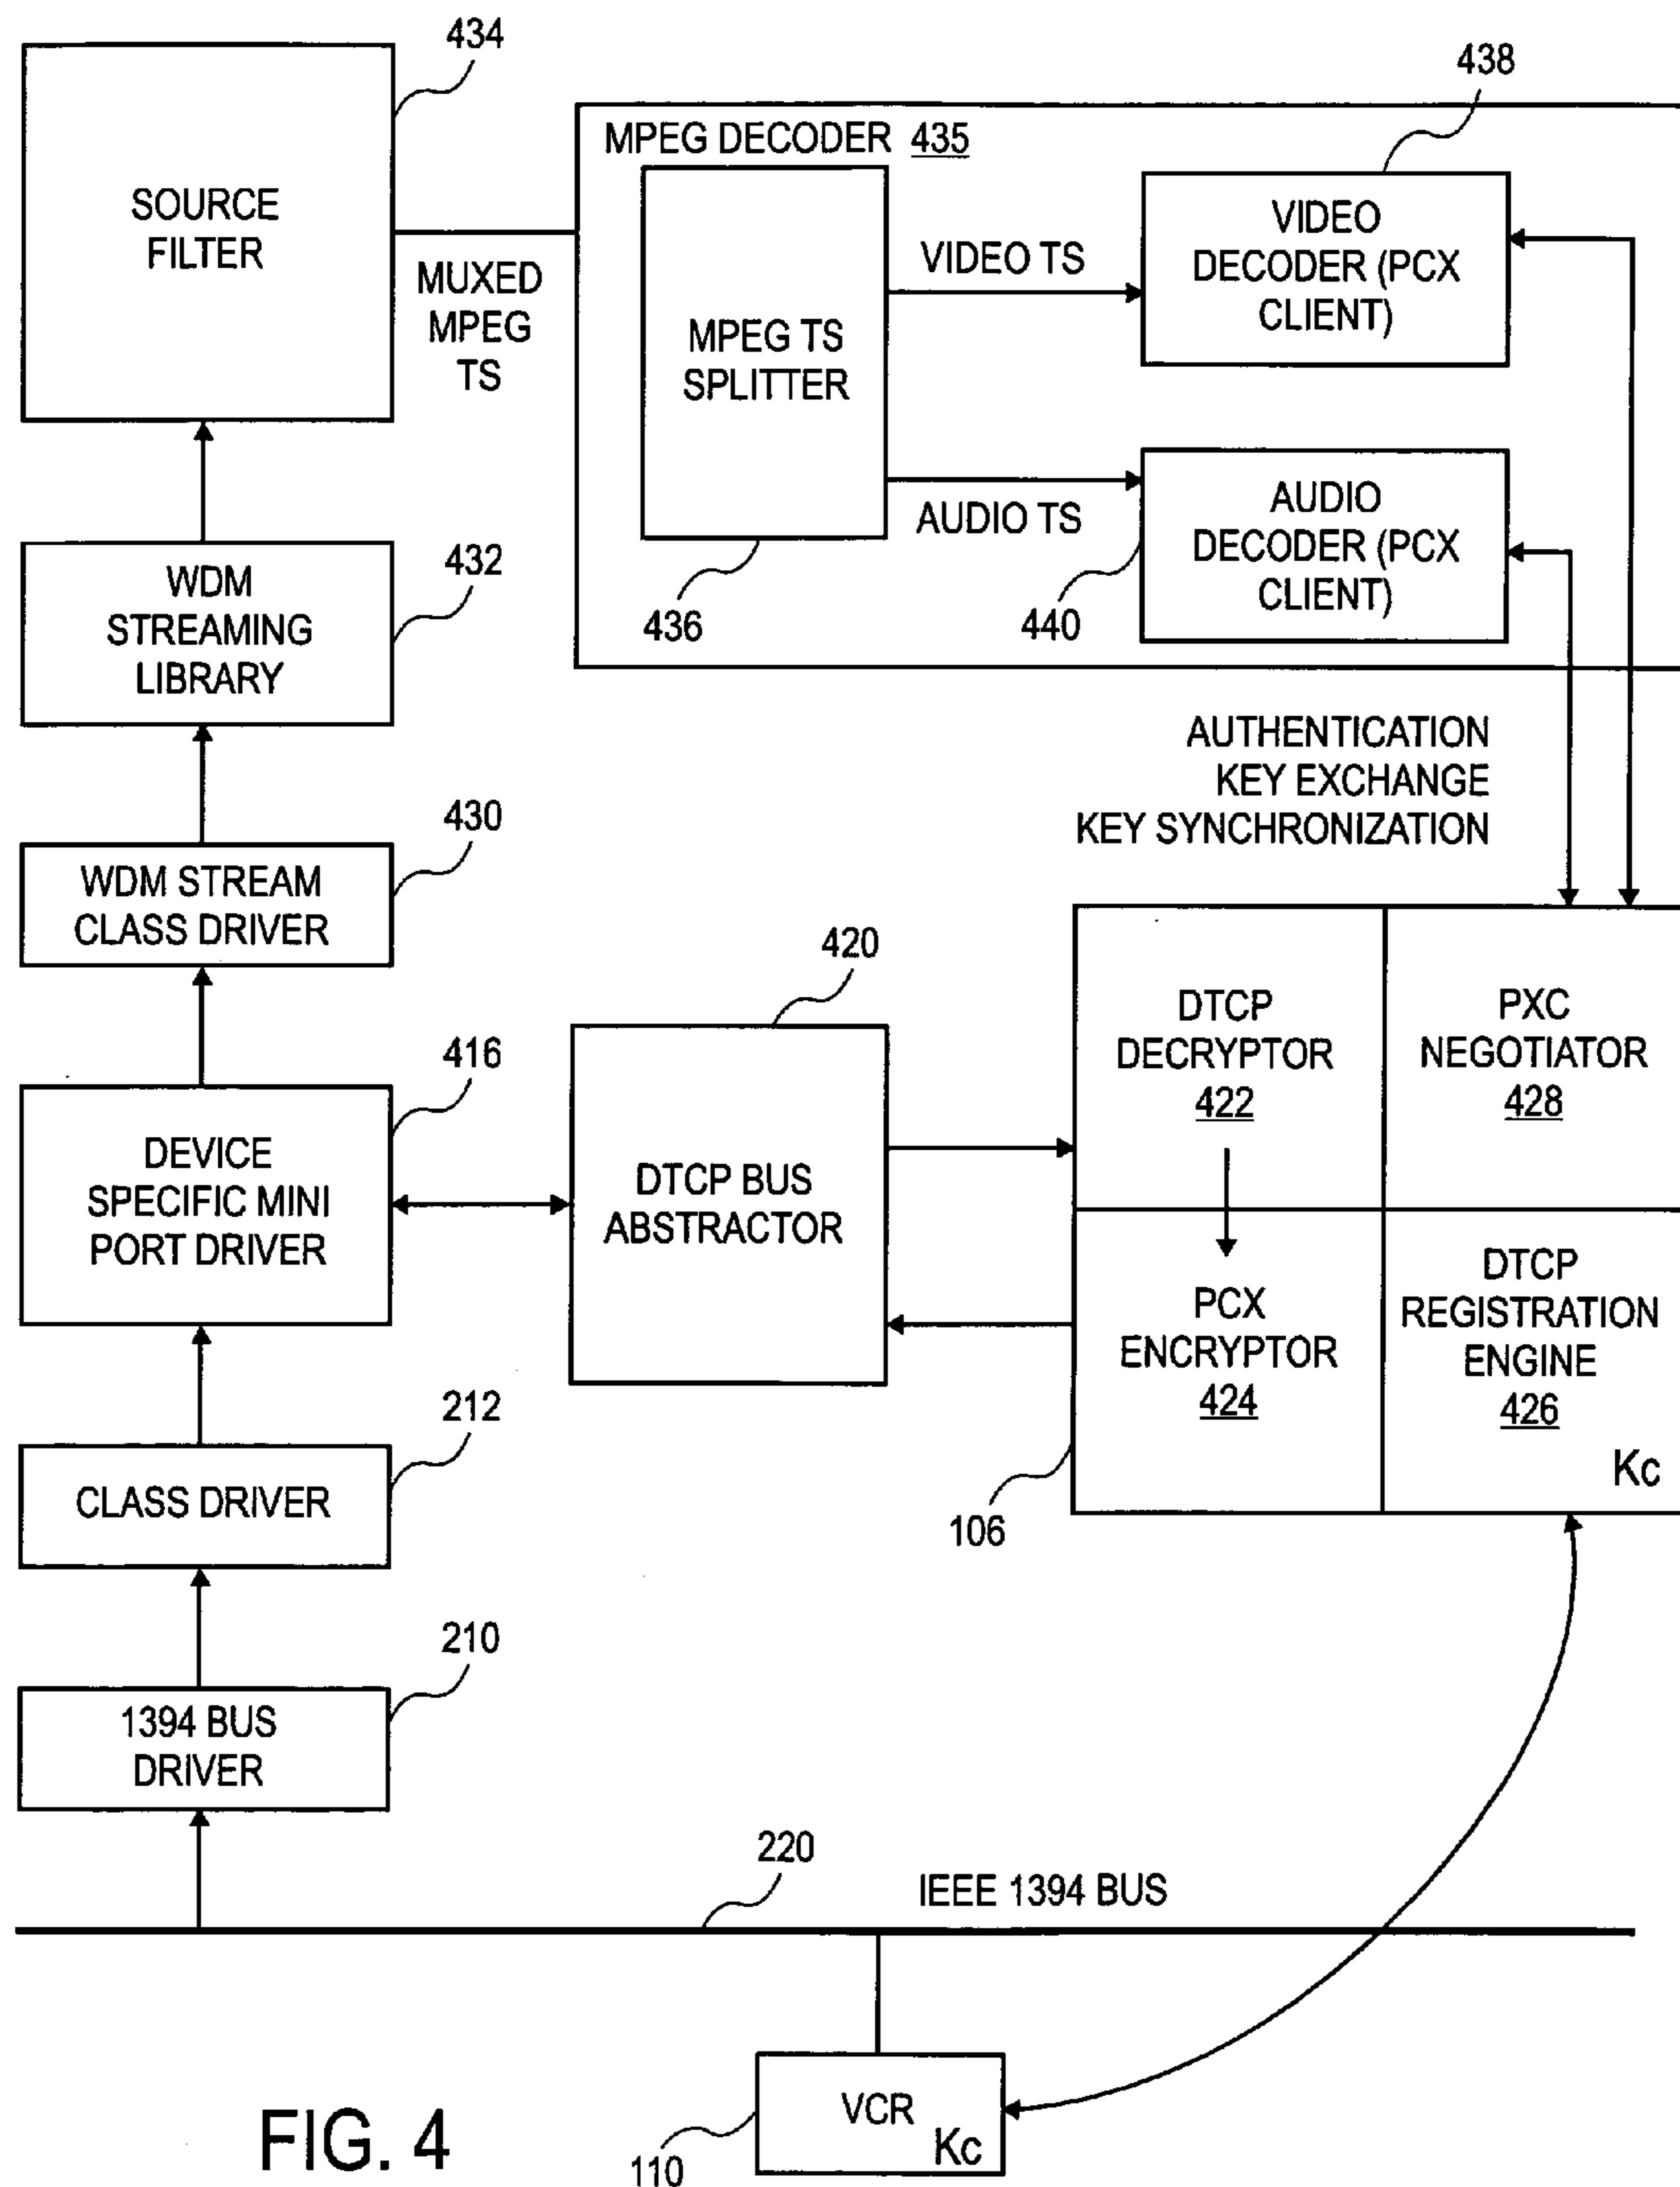 434
438
MPEG DECODER 435
SOURCE
FILTER
MUXED
MPEG
TS
MPEG TS
SPLITTER
436
VIDEO TS
VIDEO
DECODER (PCX
CLIENT)
AUDIO TS
AUDIO
DECODER (PCX
CLIENT)
440
432
WDM
STREAMING
LIBRARY
AUTHENTICATION
KEY EXCHANGE
KEY SYNCHRONIZATION
430
WDM STREAM
CLASS DRIVER
420
416
DEVICE
SPECIFIC MINI
PORT DRIVER
DTCP BUS
ABSTRACTOR
DTCP
DECRYPTOR
422
PXC
NEGOTIATOR
428
PCX
ENCRYPTOR
424
DTCP
REGISTRATION
ENGINE
426
Kc
106
212
CLASS DRIVER
210
1394 BUS
DRIVER
220
IEEE 1394 BUS
VCR
Kc
110
FIG. 4